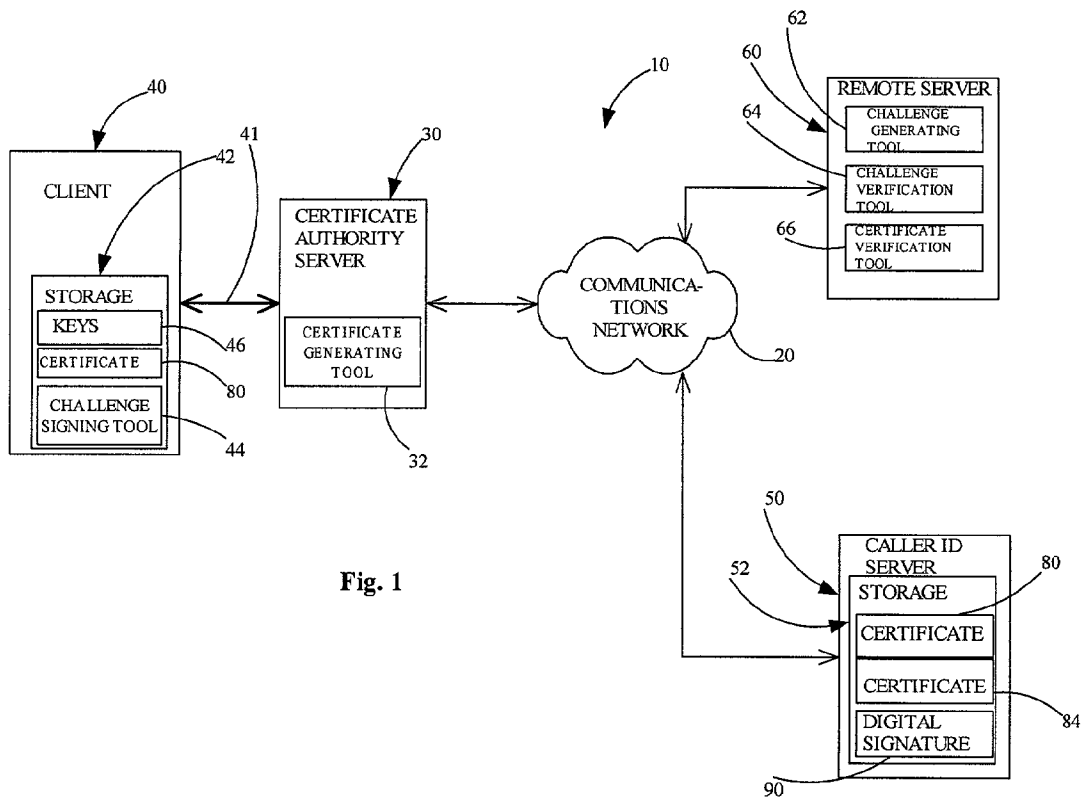 62
10
60
REMOTE SERVER
CHALLENGE
GENERATING
TOOL
64
CHALLENGE
VERIFICATION
TOOL
66
CERTIFICATE
VERIFICATION
TOOL
40
41
30
42
CLIENT
CERTIFICATE
AUTHORITY
SERVER
STORAGE
KEYS
46
CERTIFICATE
80
CHALLENGE
SIGNING TOOL
44
CERTIFICATE
GENERATING
TOOL
32
COMMUNICA-
TIONS
NETWORK
20
Fig. 1
50
CALLER ID
SERVER
52
80
STORAGE
CERTIFICATE
CERTIFICATE
84
DIGITAL
SIGNATURE
90